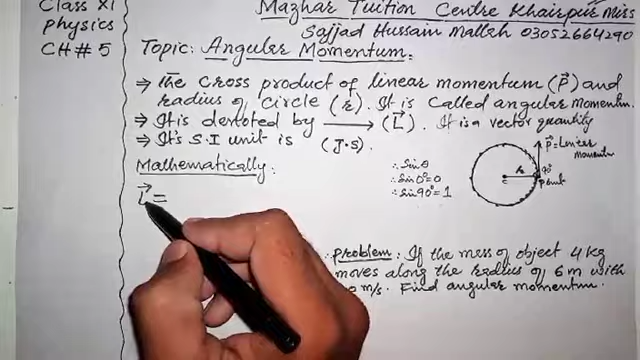 Class XI
Physics
CH# 5
Mazhar Tuition Centre Khairpur Mirs
Sajjad Hussain Mallah 03052664290
Topic: Angular Momentum.
⇒ The cross product of linear momentum (P⃗) and
radius of circle (r). It is called angular momentum.
⇒ It is denoted by ⟶ (L⃗). It is a vector quantity
⇒ It's S.I unit is (J.S).
Mathematically:
L⃗ =
∴ Sin θ
∴ Sin 0° = 0
∴ Sin 90° = 1
P⃗ = Linear
momentum
90°
r
c
Point
Problem: If the mess of object 4 kg
moves along the radius of 6 m with
m/s. Find angular momentum.